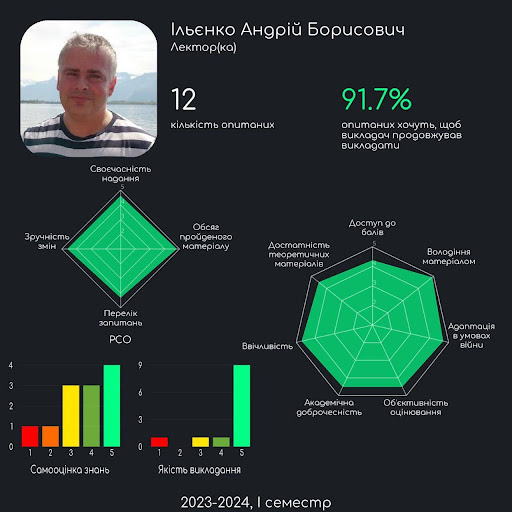 Ільєнко Андрій Борисович
Лектор(ка)
12
кількість опитаних
91.7%
опитаних хочуть, щоб
викладач продовжував
викладати
Своєчасність
надання
5
Зручність
змін
Обсяг
пройденого
матеріалу
Перелік
запитань
РСО
Доступ до
балів
5
Достатність
теоретичних
матеріалів
Володіння
матеріалом
Ввічливість
Адаптація
в умовах
війни
Академічна
доброчесність
Об'єктивність
оцінювання
4
3
2
1
0
1 2 3 4 5
Самооцінка знань
9
6
3
0
1 2 3 4 5
Якість викладання
2023-2024, І семестр